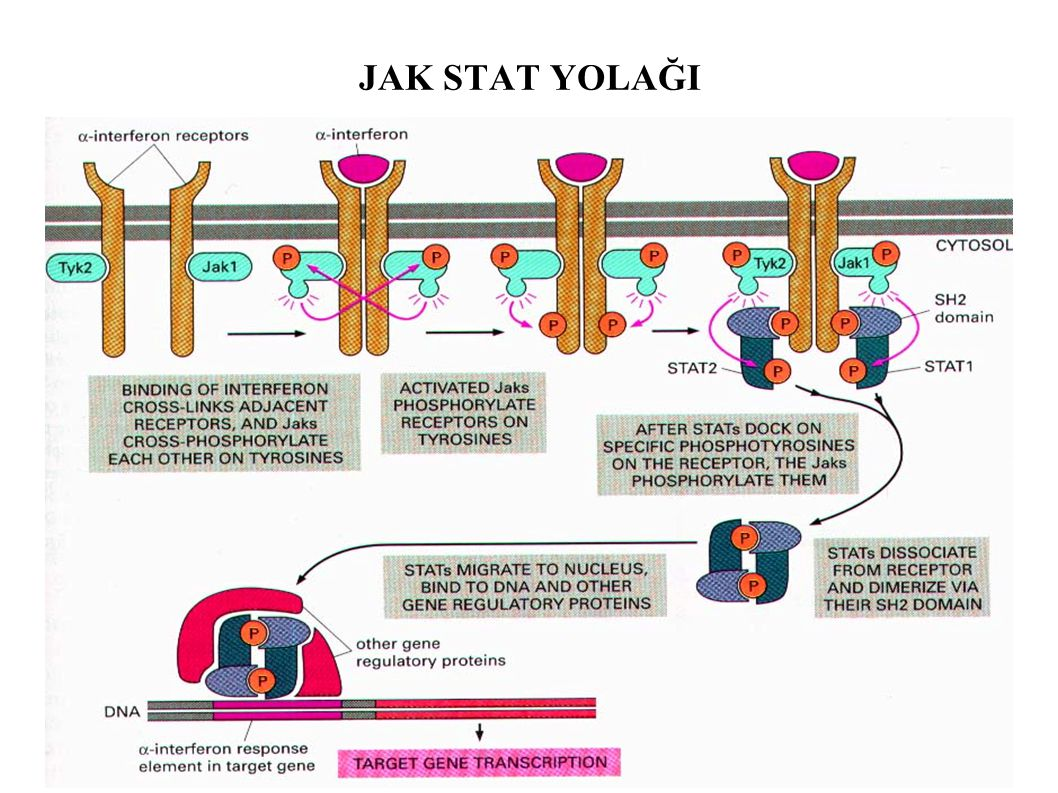 JAK STAT YOLAĞI
α-interferon receptors
α-interferon
CYTOSOL
Tyk2
Jak1
P
P
P
P
P
P
P
Tyk2
Jak1
P
P
P
P
P
SH2
domain
STAT2
STAT1
BINDING OF INTERFERON
CROSS-LINKS ADJACENT
RECEPTORS, AND Jaks
CROSS-PHOSPHORYLATE
EACH OTHER ON TYROSINES
ACTIVATED Jaks
PHOSPHORYLATE
RECEPTORS ON
TYROSINES
AFTER STATs DOCK ON
SPECIFIC PHOSPHOTYROSINES
ON THE RECEPTOR, THE Jaks
PHOSPHORYLATE THEM
P
P
STATs DISSOCIATE
FROM RECEPTOR
AND DIMERIZE VIA
THEIR SH2 DOMAIN
STATs MIGRATE TO NUCLEUS,
BIND TO DNA AND OTHER
GENE REGULATORY PROTEINS
P
P
other gene
regulatory proteins
DNA
α-interferon response
element in target gene
TARGET GENE TRANSCRIPTION